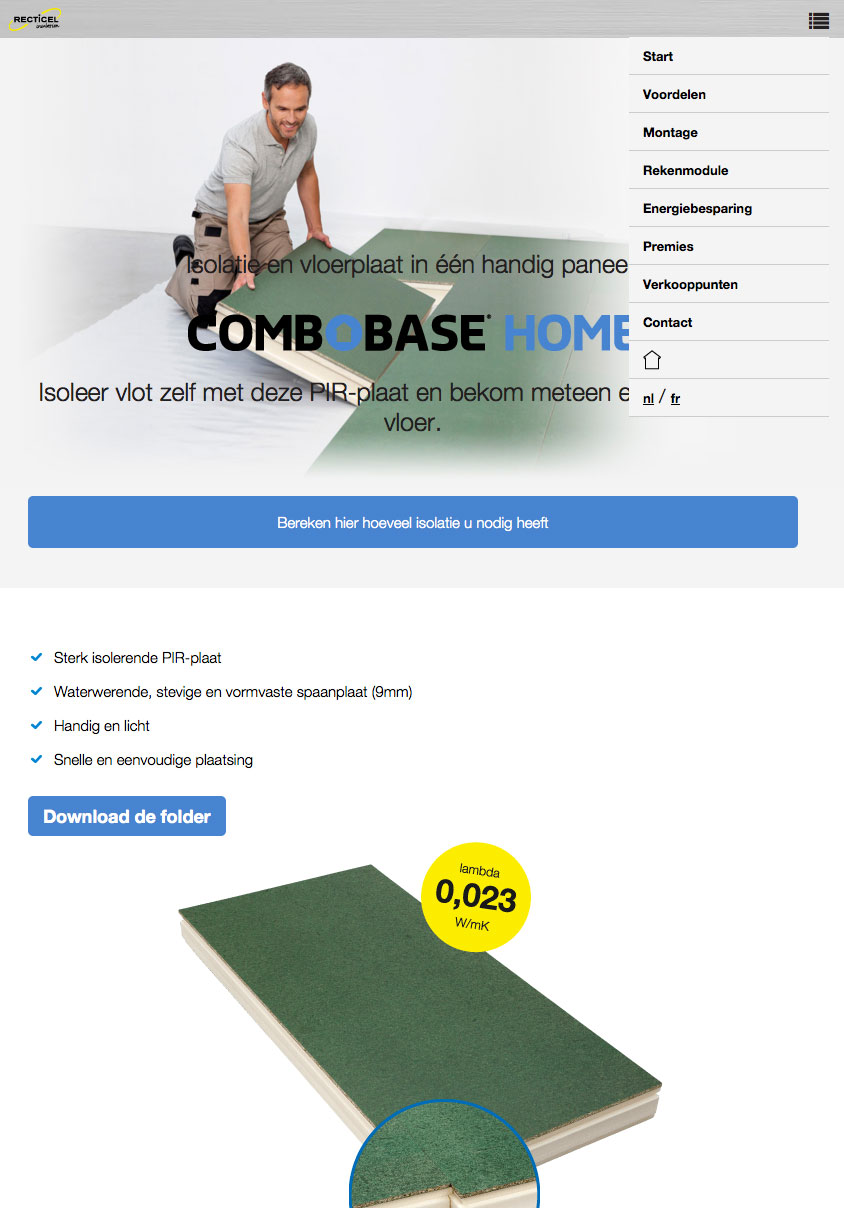 RECTICEL
Start
Voordelen
Montage
Rekenmodule
Energiebesparing
Premies
Verkooppunten
Contact
nl / fr
Isolatie en vloerplaat in één handig panee
COMBOBASE® HOME
Isoleer vlot zelf met deze PIR-plaat en bekom meteen e
vloer.
Bereken hier hoeveel isolatie u nodig heeft
Sterk isolerende PIR-plaat
Waterwerende, stevige en vormvaste spaanplaat (9mm)
Handig en licht
Snelle en eenvoudige plaatsing
Download de folder
lambda
0,023
W/mK